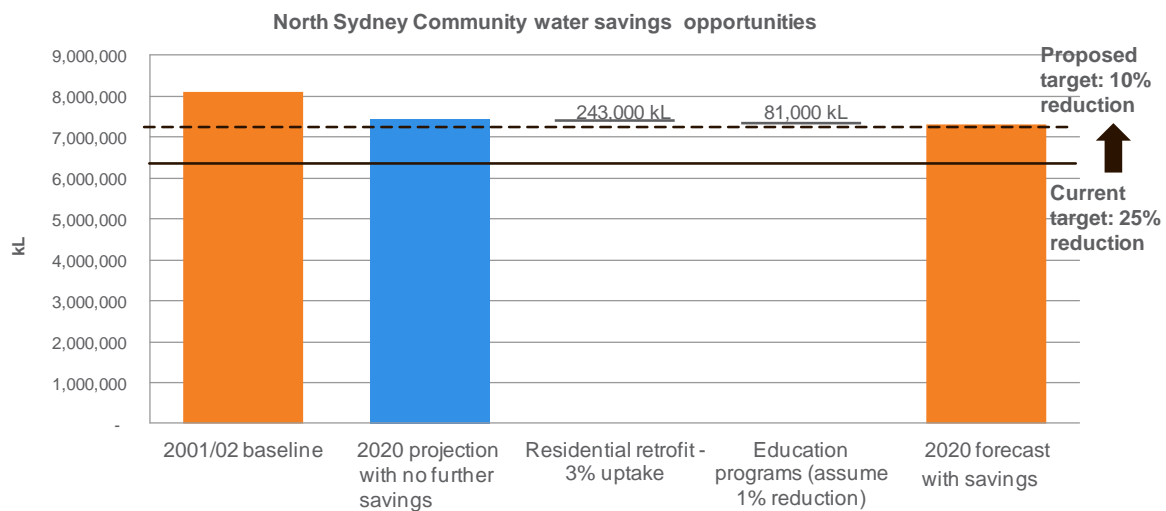 North Sydney Community water savings opportunities
9,000,000
8,000,000
7,000,000
6,000,000
5,000,000
4,000,000
3,000,000
2,000,000
1,000,000
-
kL
243.000 kL
81,000 kL
Proposed
target: 10%
reduction
Current
target: 25%
reduction
2001/02 baseline
2020 projection
with no further
savings
Residential retrofit -
3% uptake
Education
programs (assume
1% reduction)
2020 forecast
with savings